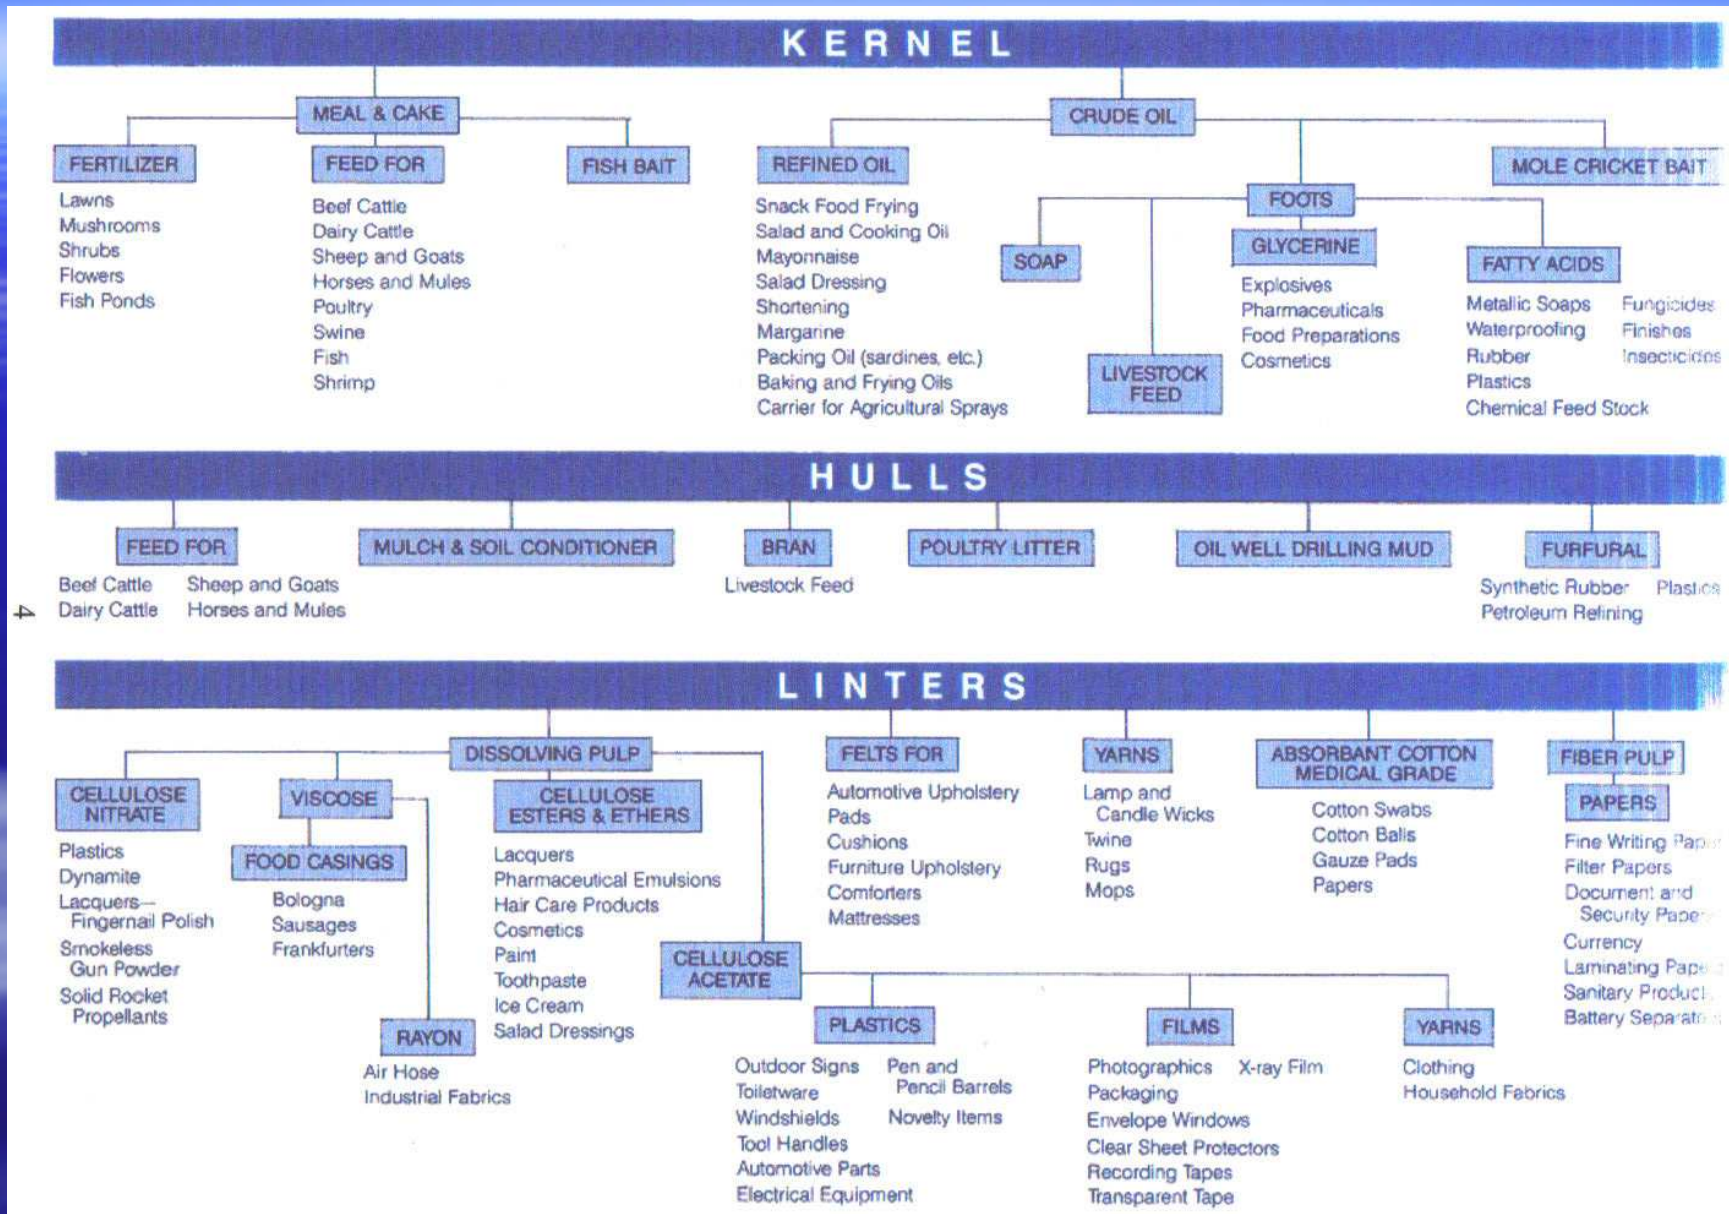 KERNEL
MEAL & CAKE
CRUDE OIL
FERTILIZER
Lawns
Mushrooms
Shrubs
Flowers
Fish Ponds
FEED FOR
Beef Cattle
Dairy Cattle
Sheep and Goats
Horses and Mules
Poultry
Swine
Fish
Shrimp
FISH BAIT
REFINED OIL
Snack Food Frying
Salad and Cooking Oil
Mayonnaise
Salad Dressing
Shortening
Margarine
Packing Oil (sardines, etc.)
Baking and Frying Oils
Carrier for Agricultural Sprays
MOLE CRICKET BAIT
FOOTS
SOAP
LIVESTOCK
FEED
GLYCERINE
Explosives
Pharmaceuticals
Food Preparations
Cosmetics
FATTY ACIDS
Metallic Soaps
Waterproofing
Rubber
Plastics
Chemical Feed Stock
Fungicides
Finishes
Insecticides
HULLS
FEED FOR
Beef Cattle
Dairy Cattle
Sheep and Goats
Horses and Mules
MULCH & SOIL CONDITIONER
BRAN
Livestock Feed
POULTRY LITTER
OIL WELL DRILLING MUD
FURFURAL
Synthetic Rubber
Petroleum Refining
Plastics
4
LINTERS
DISSOLVING PULP
CELLULOSE
NITRATE
Plastics
Dynamite
Lacquers—
Fingernail Polish
Smokeless
Gun Powder
Solid Rocket
Propellants
VISCOSE
FOOD CASINGS
Bologna
Sausages
Frankfurters
RAYON
Air Hose
Industrial Fabrics
CELLULOSE
ESTERS & ETHERS
Lacquers
Pharmaceutical Emulsions
Hair Care Products
Cosmetics
Paint
Toothpaste
Ice Cream
Salad Dressings
CELLULOSE
ACETATE
PLASTICS
Outdoor Signs
Toiletware
Windshields
Tool Handles
Automotive Parts
Electrical Equipment
Pen and
Pencil Barrels
Novelty Items
FILMS
Photographics
Packaging
Envelope Windows
Clear Sheet Protectors
Recording Tapes
Transparent Tape
X-ray Film
YARNS
Clothing
Household Fabrics
FELTS FOR
Automotive Upholstery
Pads
Cushions
Furniture Upholstery
Comforters
Mattresses
YARNS
Lamp and
Candle Wicks
Twine
Rugs
Mops
ABSORBANT COTTON
MEDICAL GRADE
Cotton Swabs
Cotton Balls
Gauze Pads
Papers
FIBER PULP
PAPERS
Fine Writing
Filter Papers
Document and
Security
Currency
Laminating
Sanitary
Battery